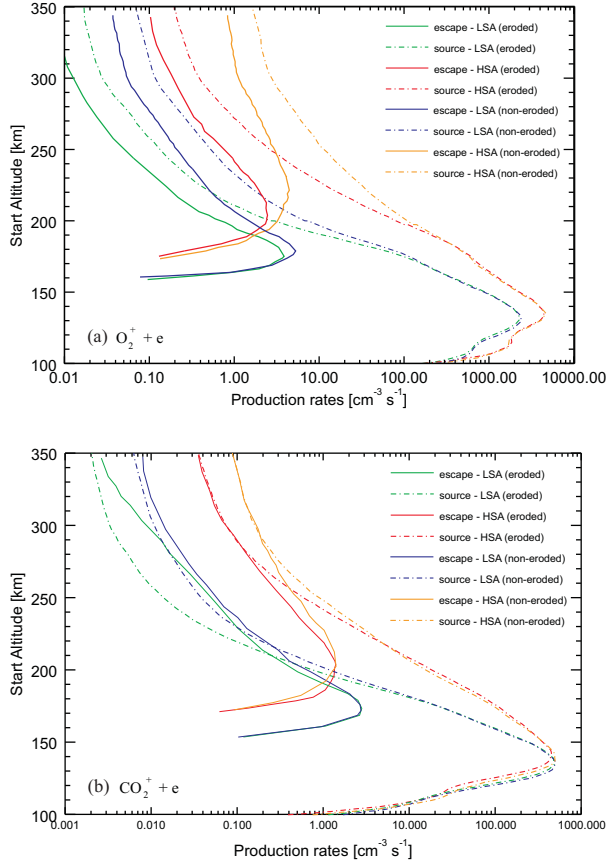 350
300
250
200
150
100
Start Altitude [km]
escape - LSA (eroded)
source - LSA (eroded)
escape - HSA (eroded)
source - HSA (eroded)
escape - LSA (non-eroded)
source - LSA (non-eroded)
escape - HSA (non-eroded)
source - HSA (non-eroded)
(a) O₂⁺ + e
0.01 0.10 1.00 10.00 100.00 1000.00 10000.00
Production rates [cm⁻³ s⁻¹]
350
300
250
200
150
100
Start Altitude [km]
escape - LSA (eroded)
source - LSA (eroded)
escape - HSA (eroded)
source - HSA (eroded)
escape - LSA (non-eroded)
source - LSA (non-eroded)
escape - HSA (non-eroded)
source - HSA (non-eroded)
(b) CO₂⁺ + e
0.001 0.010 0.100 1.000 10.000 100.000 1000.000
Production rates [cm⁻³ s⁻¹]